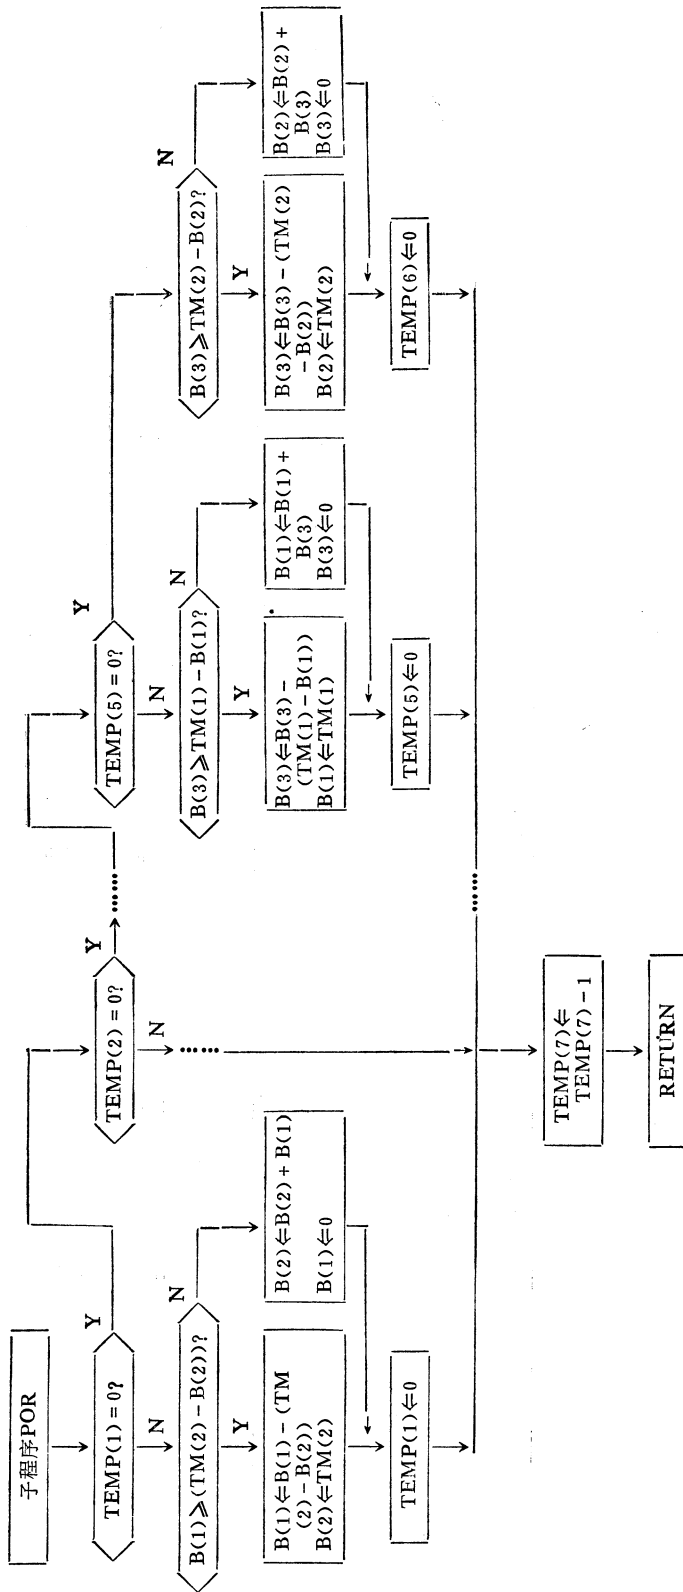 子程序POR
TEMP(1)=0?
Y
N
B(1)⩾(TM(2)-B(2))?
N
Y
B(1)⇐B(1)-(TM
(2)-B(2))
B(2)⇐TM(2)
B(2)⇐B(2)+B(1)
B(1)⇐0
TEMP(1)⇐0
TEMP(2)=0?
Y
N
……
……
TEMP(5)=0?
Y
N
B(3)⩾TM(1)-B(1)?
N
Y
B(3)⇐B(3)-
(TM(1)-B(1))
B(1)⇐TM(1)
B(1)⇐B(1)+
B(3)
B(3)⇐0
TEMP(5)⇐0
B(3)⩾TM(2)-B(2)?
N
Y
B(3)⇐B(3)-(TM(2)
-B(2))
B(2)⇐TM(2)
B(2)⇐B(2)+
B(3)
B(3)⇐0
TEMP(6)⇐0
……
TEMP(7)⇐
TEMP(7)-1
RETURN